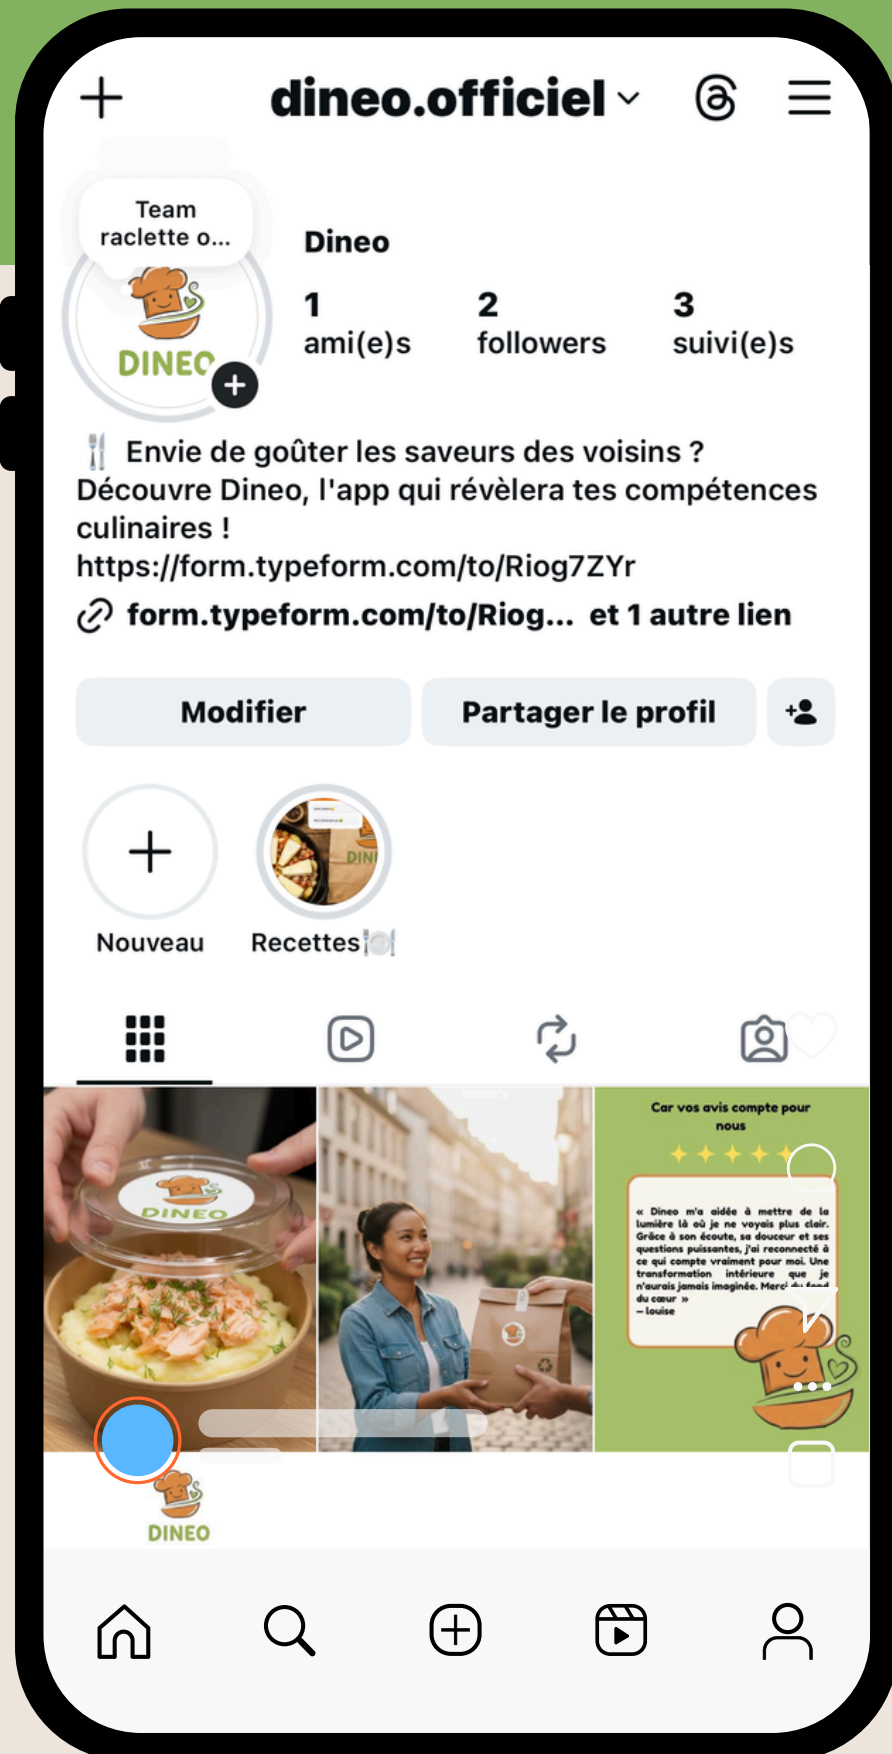 dineo.officiel
Team
raclette o...
DINEO
Dineo
1
ami(e)s
2
followers
3
suivi(e)s
Envie de goûter les saveurs des voisins ?
Découvre Dineo, l'app qui révèlera tes compétences
culinaires !
https://form.typeform.com/to/Riog7ZYr
form.typeform.com/to/Riog... et 1 autre lien
Modifier
Partager le profil
DINE
Nouveau
Recettes
DINEO
Car vos avis compte pour
nous
« Dineo m'a aidée à mettre de la
lumière là où je ne voyais plus clair.
Grâce à son écoute, sa douceur et ses
questions puissantes, j'ai reconnecté à
ce qui compte vraiment pour moi. Une
transformation intérieure que je
n'aurais jamais imaginée. Merci du fond
du cœur »
– louise
DINEO